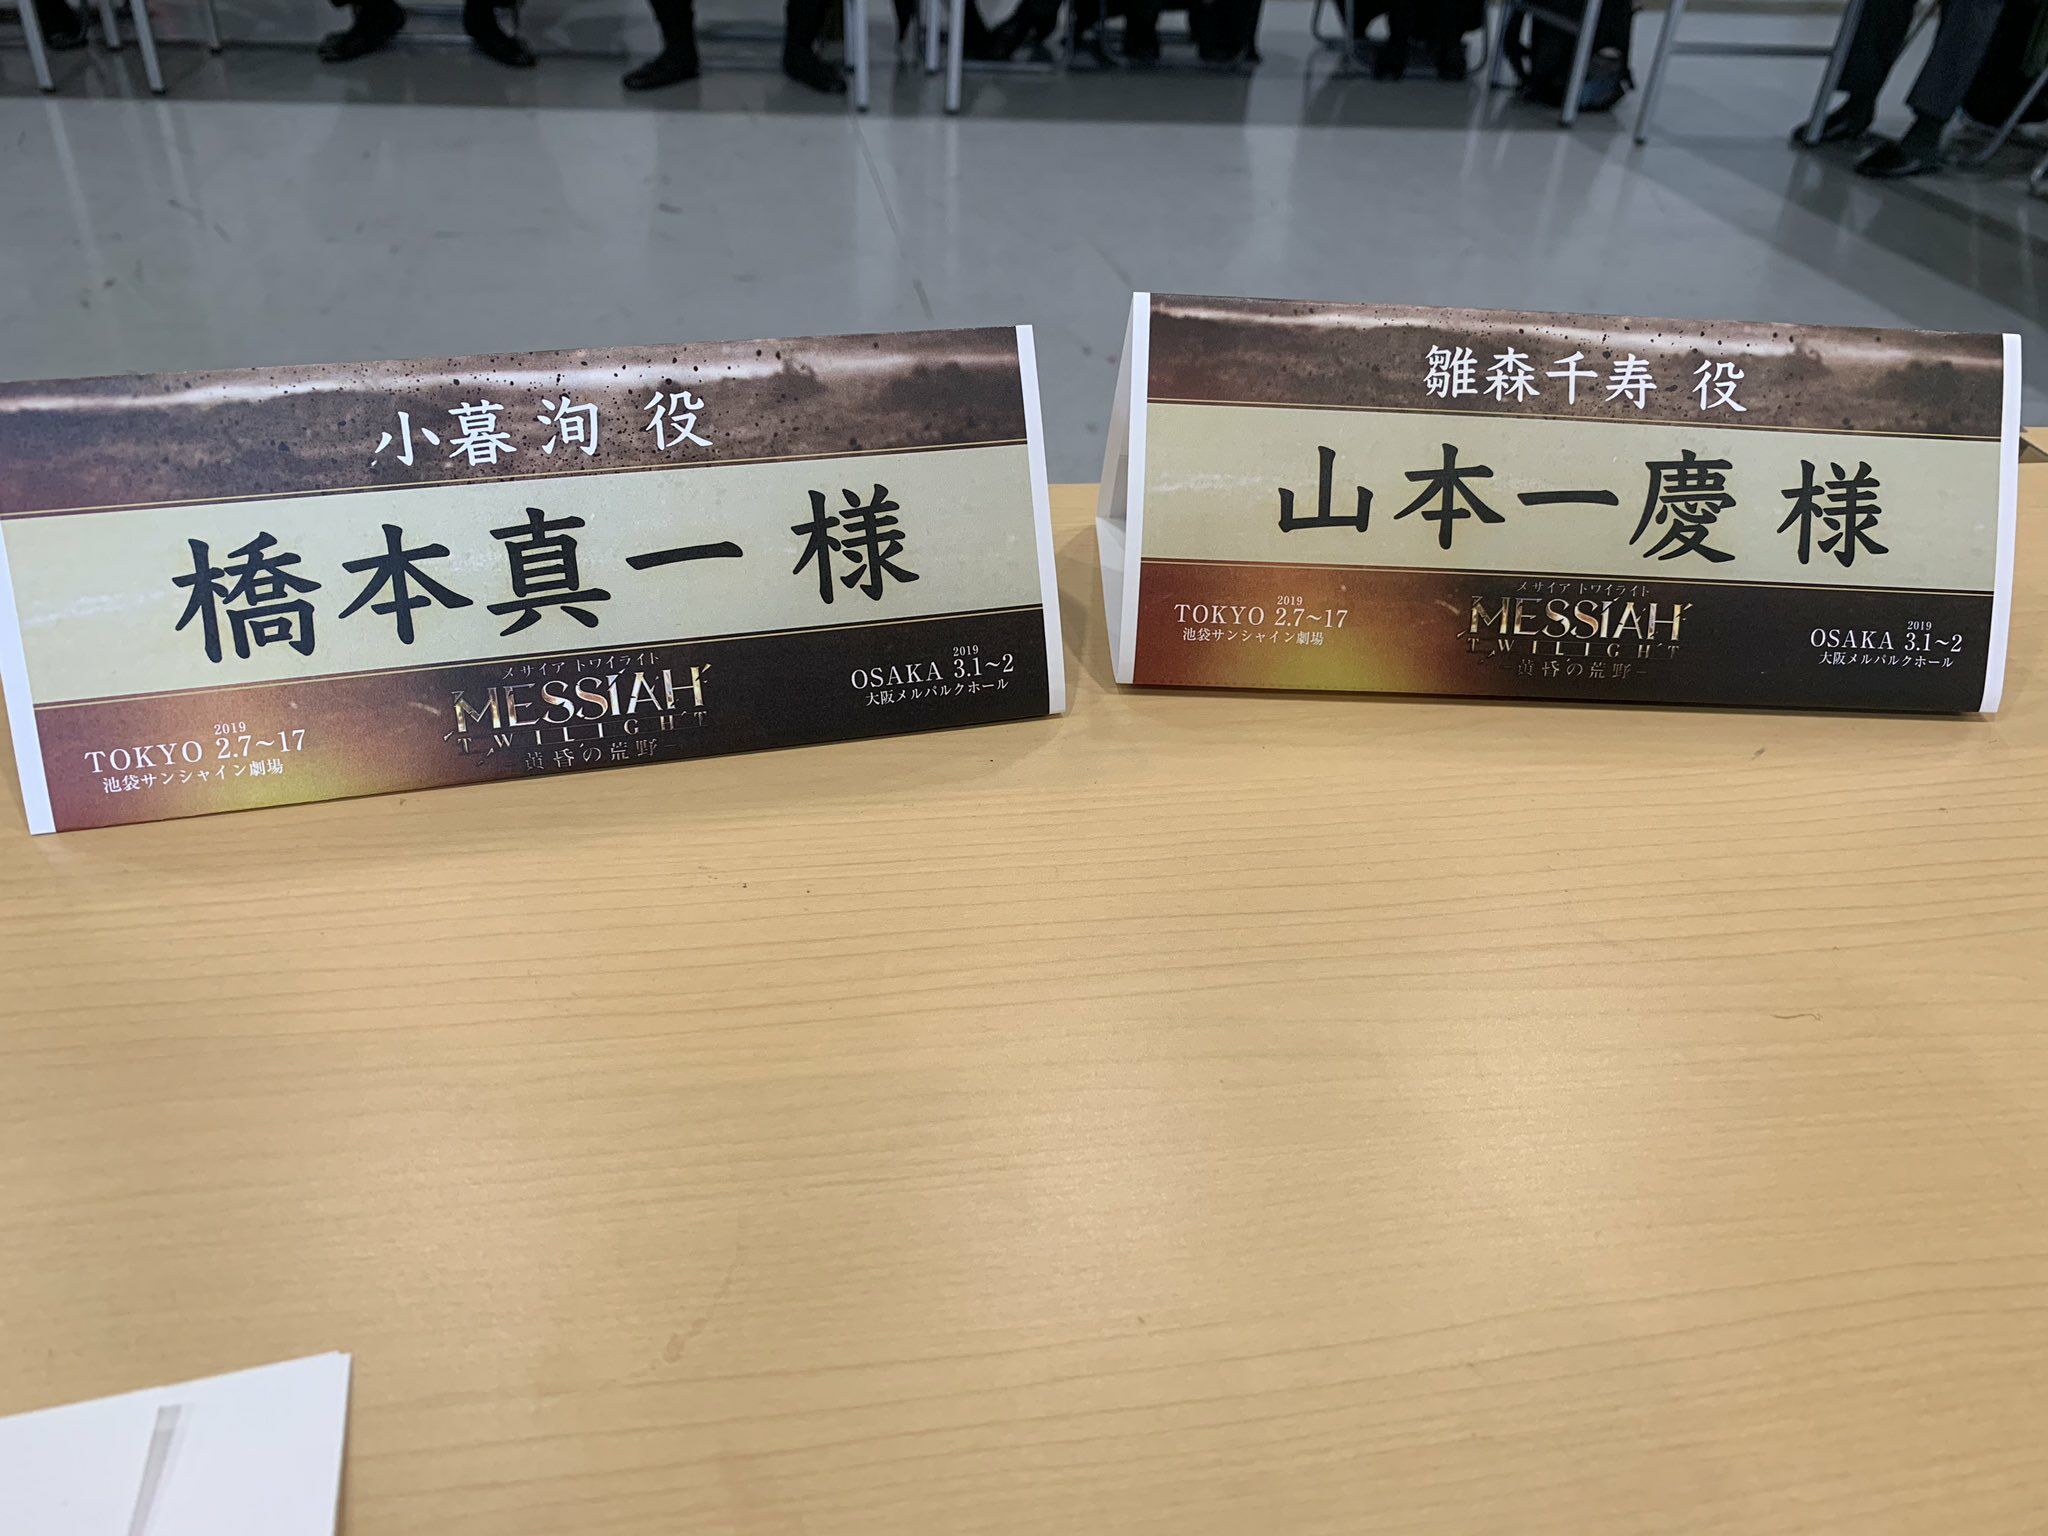 小暮洵 役
橋本真一 様
2019
TOKYO 2.7〜17
池袋サンシャイン劇場
メサイア トワイライト
MESSIAH
TWILIGHT
−黄昏の荒野−
2019
OSAKA 3.1〜2
大阪メルパルクホール
雛森千寿 役
山本一慶 様
2019
TOKYO 2.7〜17
池袋サンシャイン劇場
メサイア トワイライト
MESSIAH
TWILIGHT
−黄昏の荒野−
2019
OSAKA 3.1〜2
大阪メルパルクホール